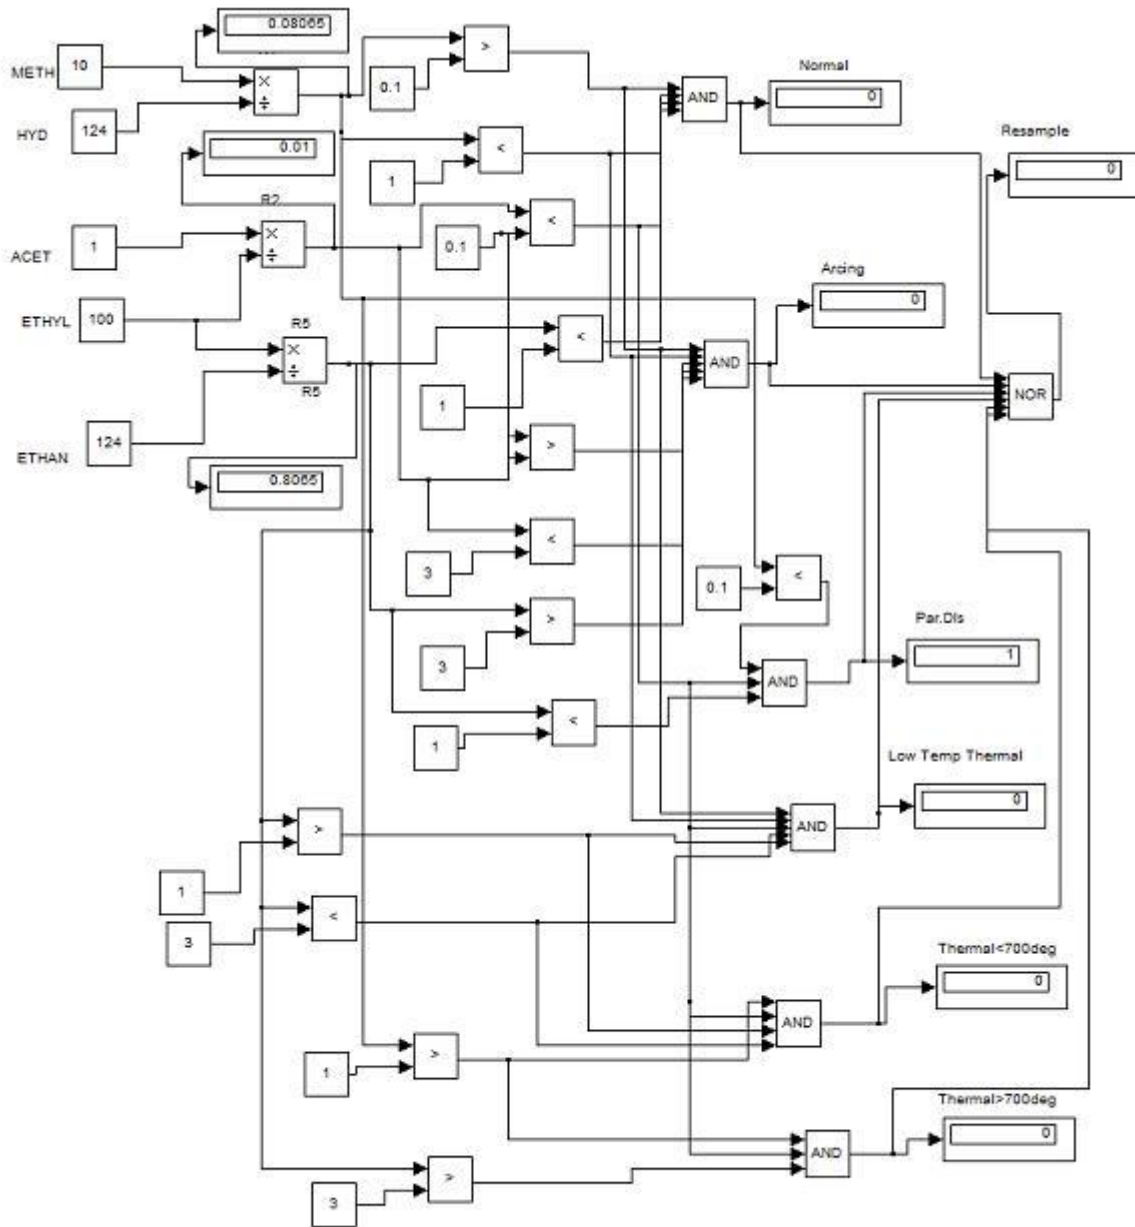 0.08065
METH
10
>
0.1
Normal
0
AND
HYD
124
0.01
<
1
Resample
0
R2
ACET
1
<
0.1
Arcing
0
ETHYL
100
R5
R5
<
1
AND
NOR
ETHAN
124
0.8065
>
<
3
<
0.1
>
3
Par.Dis
1
AND
<
1
Low Temp Thermal
0
AND
>
1
<
3
Thermal<700deg
0
AND
>
1
Thermal>700deg
0
AND
>
3